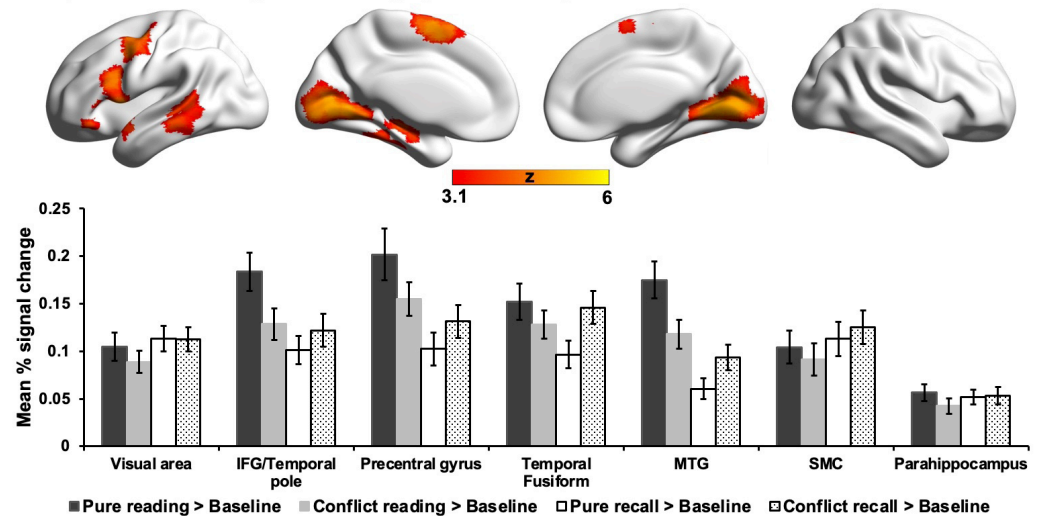 z
3.1 6
Mean % signal change
0.25
0.2
0.15
0.1
0.05
0
Visual area
IFG/Temporal
pole
Precentral gyrus
Temporal
Fusiform
MTG
SMC
Parahippocampus
Pure reading > Baseline
Conflict reading > Baseline
Pure recall > Baseline
Conflict recall > Baseline